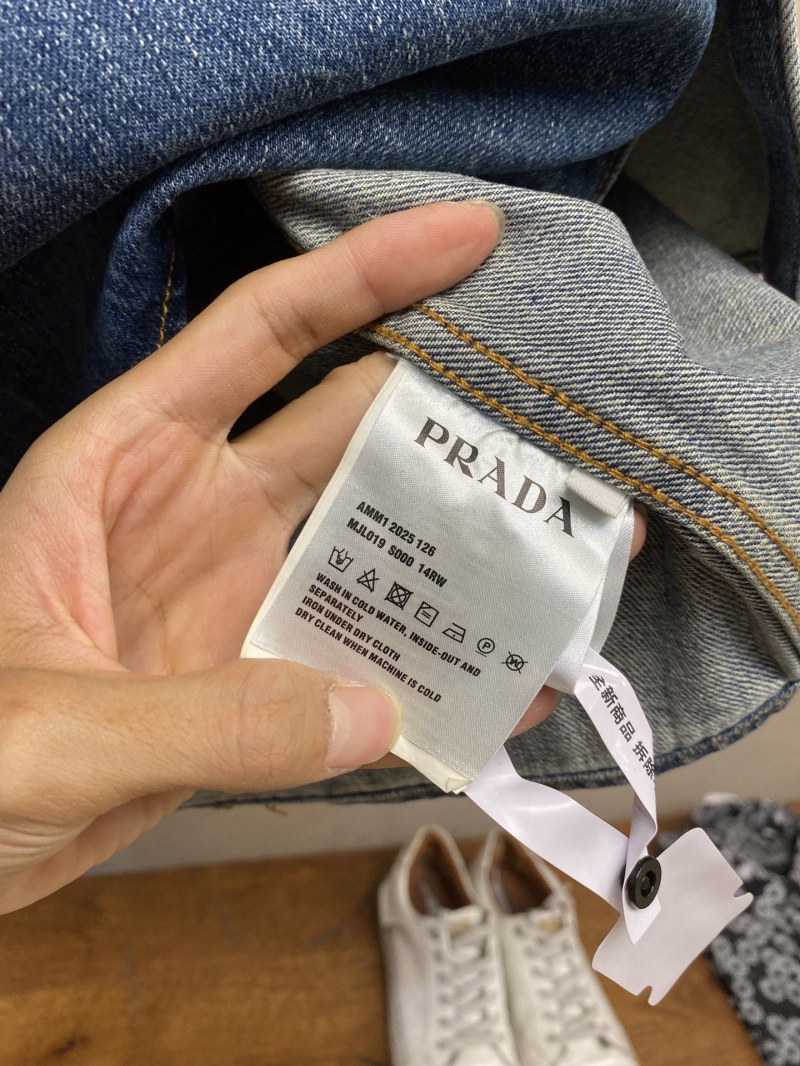 PRADA
AMM1 2025 126
MJL019 S000 14RW
P W
WASH IN COLD WATER, INSIDE-OUT AND
SEPARATELY
IRON UNDER DRY CLOTH
DRY CLEAN WHEN MACHINE IS COLD
全新商品 拆除